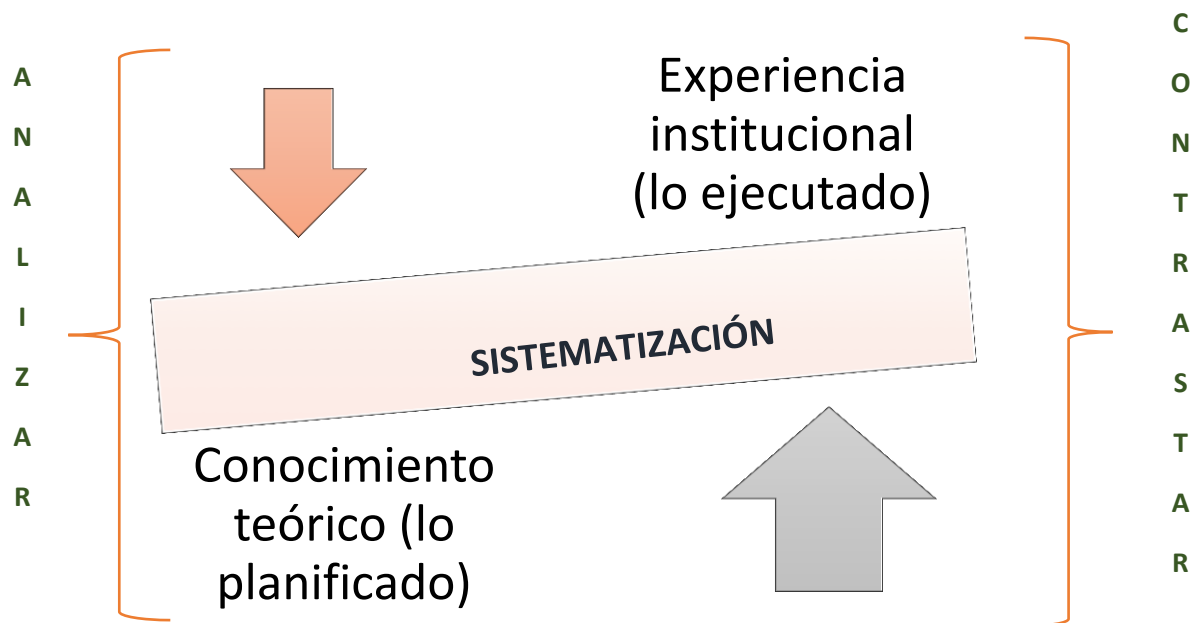 ANALIZAR
Experiencia
institucional
(lo ejecutado)
SISTEMATIZACIÓN
Conocimiento
teórico (lo
planificado)
CONTRASTAR